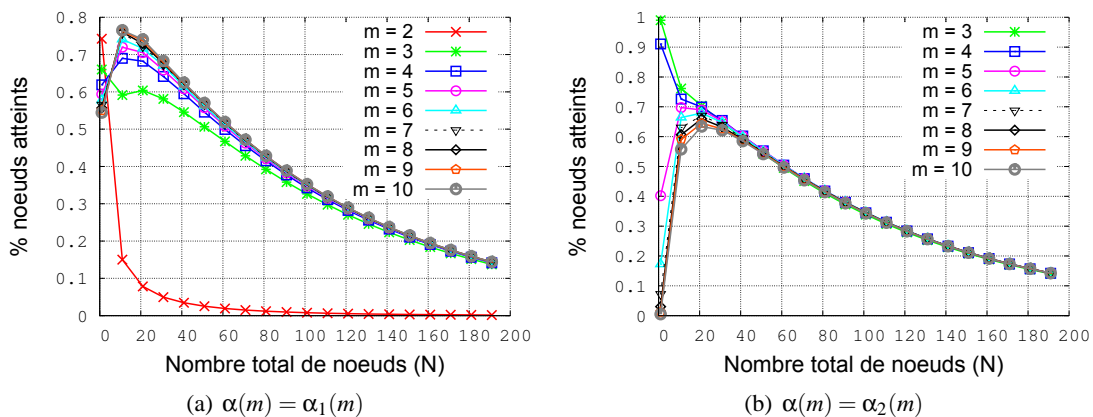 % noeuds atteints
0.8
0.7
0.6
0.5
0.4
0.3
0.2
0.1
0
m = 2
m = 3
m = 4
m = 5
m = 6
m = 7
m = 8
m = 9
m = 10
0 20 40 60 80 100 120 140 160 180 200
Nombre total de noeuds (N)
(a) α(m) = α₁(m)
% noeuds atteints
1
0.9
0.8
0.7
0.6
0.5
0.4
0.3
0.2
0.1
0
m = 3
m = 4
m = 5
m = 6
m = 7
m = 8
m = 9
m = 10
0 20 40 60 80 100 120 140 160 180 200
Nombre total de noeuds (N)
(b) α(m) = α₂(m)